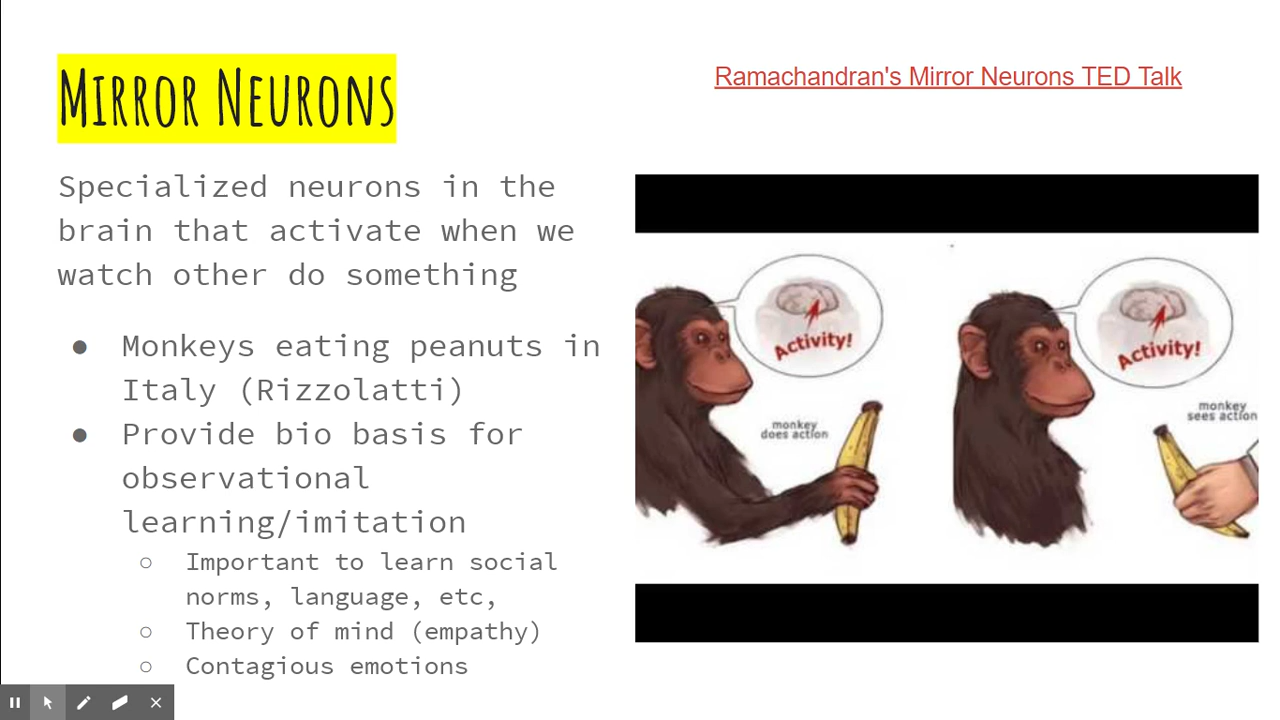 Mirror Neurons
Ramachandran's Mirror Neurons TED Talk
Specialized neurons in the
brain that activate when we
watch other do something
● Monkeys eating peanuts in
Italy (Rizzolatti)
● Provide bio basis for
observational
learning/imitation
○ Important to learn social
norms, language, etc,
○ Theory of mind (empathy)
○ Contagious emotions
Activity!
monkey
does action
Activity!
monkey
sees action